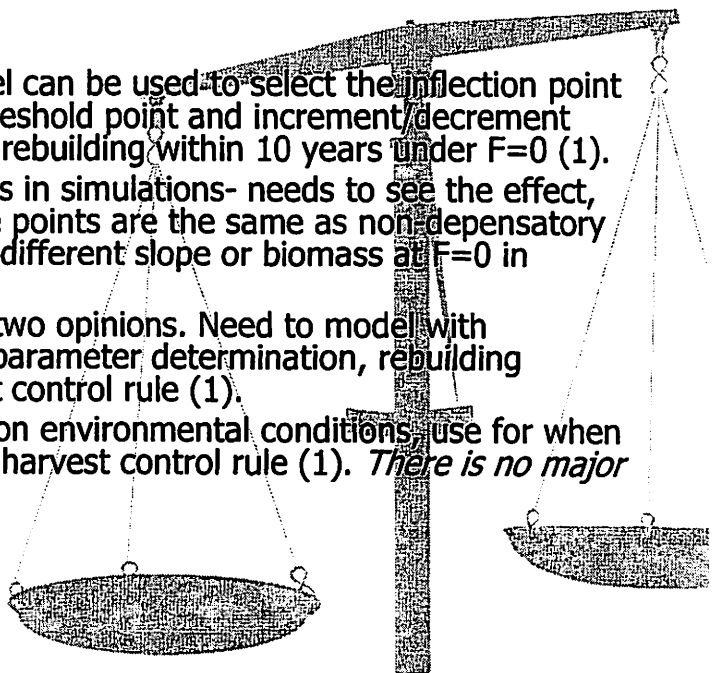 el can be used to select the inflection point
eshold point and increment/decrement
rebuilding within 10 years under F=0 (1).
s in simulations- needs to see the effect,
e points are the same as non-depensatory
different slope or biomass at F=0 in
two opinions. Need to model with
parameter determination, rebuilding
t control rule (1).
on environmental conditions, use for when
harvest control rule (1). There is no major